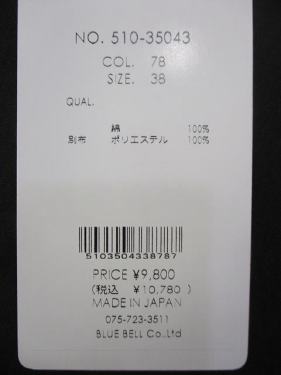 NO. 510-35043
COL. 78
SIZE. 38
QUAL.
綿 100%
別布 ポリエステル 100%
5103504338787
PRICE ¥9,800
(税込 ¥10,780)
MADE IN JAPAN
075-723-3511
BLUE BELL Co.,Ltd